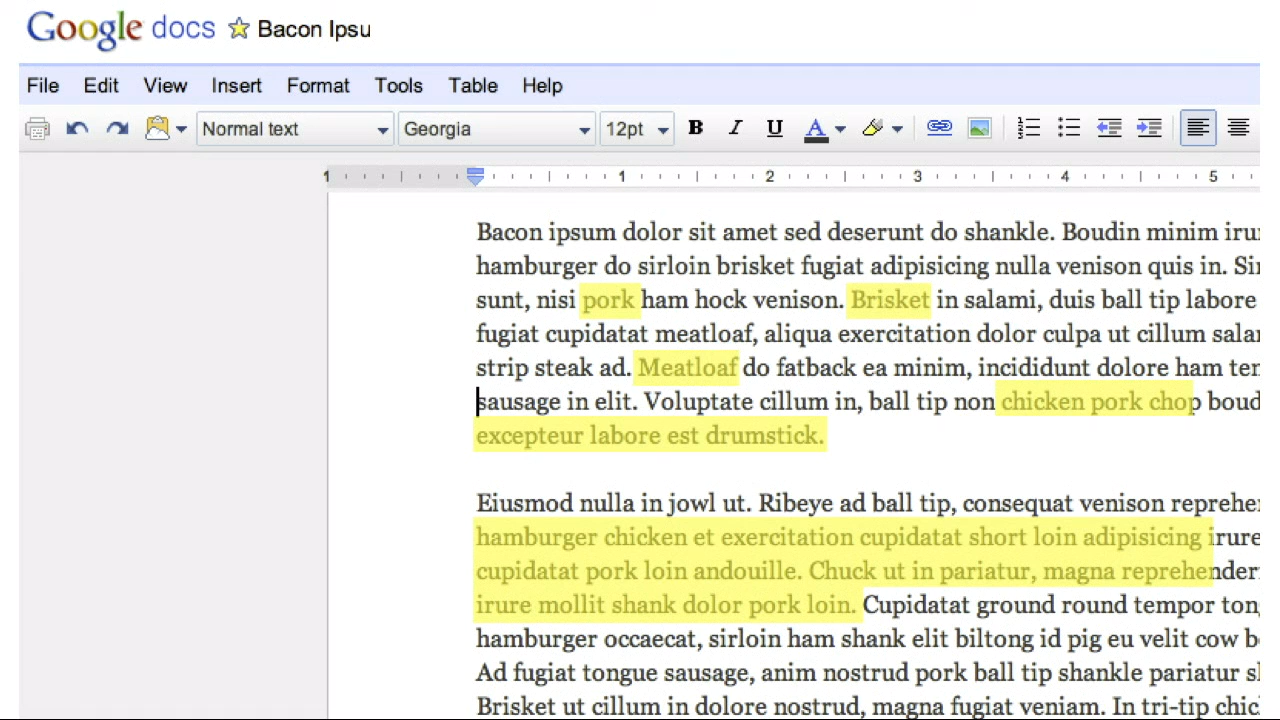 Google docs Bacon Ipsu
File Edit View Insert Format Tools Table Help
Normal text Georgia 12pt B I U A
1 1 2 3 4 5
Bacon ipsum dolor sit amet sed deserunt do shankle. Boudin minim iru
hamburger do sirloin brisket fugiat adipisicing nulla venison quis in. Si
sunt, nisi pork ham hock venison. Brisket in salami, duis ball tip labore
fugiat cupidatat meatloaf, aliqua exercitation dolor culpa ut cillum sala
strip steak ad. Meatloaf do fatback ea minim, incididunt dolore ham te
sausage in elit. Voluptate cillum in, ball tip non chicken pork chop boud
excepteur labore est drumstick.
Eiusmod nulla in jowl ut. Ribeye ad ball tip, consequat venison reprehe
hamburger chicken et exercitation cupidatat short loin adipisicing irure
cupidatat pork loin andouille. Chuck ut in pariatur, magna reprehender
irure mollit shank dolor pork loin. Cupidatat ground round tempor ton
hamburger occaecat, sirloin ham shank elit biltong id pig eu velit cow b
Ad fugiat tongue sausage, anim nostrud pork ball tip shankle pariatur s
Brisket ut cillum in dolore nostrud, magna fugiat veniam. In tri-tip chic